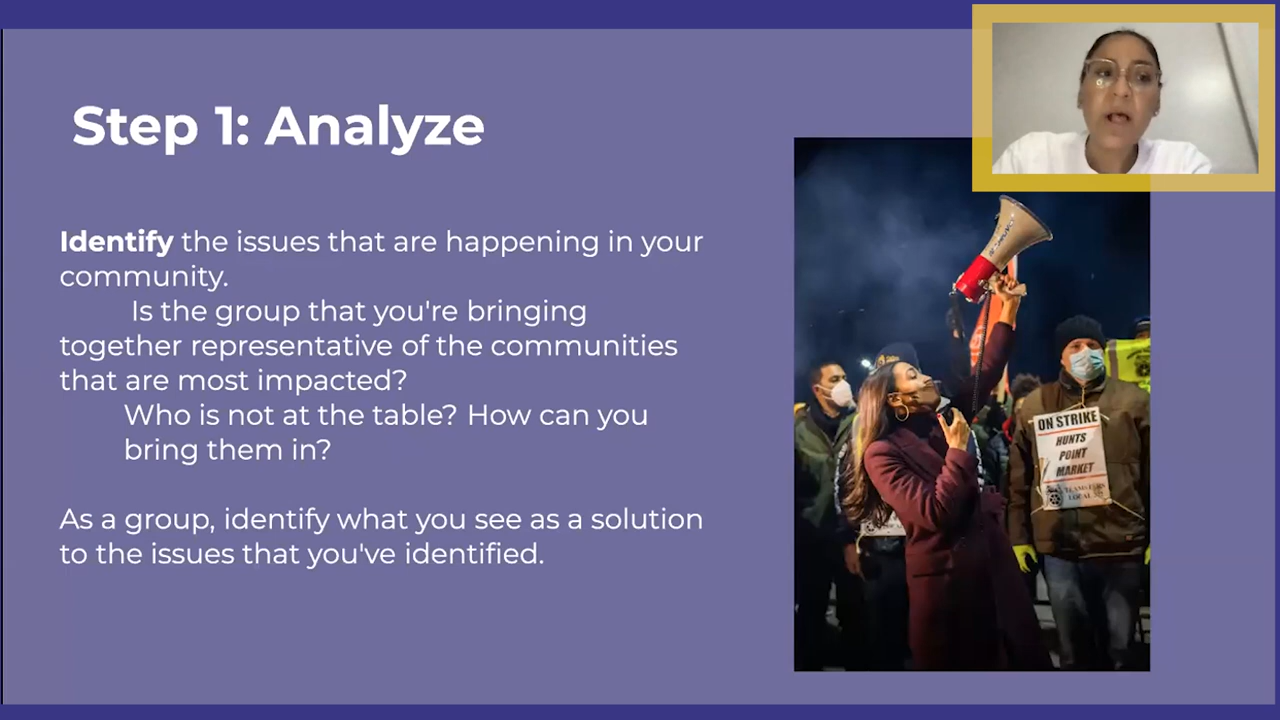 Step 1: Analyze
Identify the issues that are happening in your
community.
Is the group that you're bringing
together representative of the communities
that are most impacted?
Who is not at the table? How can you
bring them in?
As a group, identify what you see as a solution
to the issues that you've identified.
ON STRIKE
HUNTS
POINT
MARKET
TEAMSTERS
LOCAL